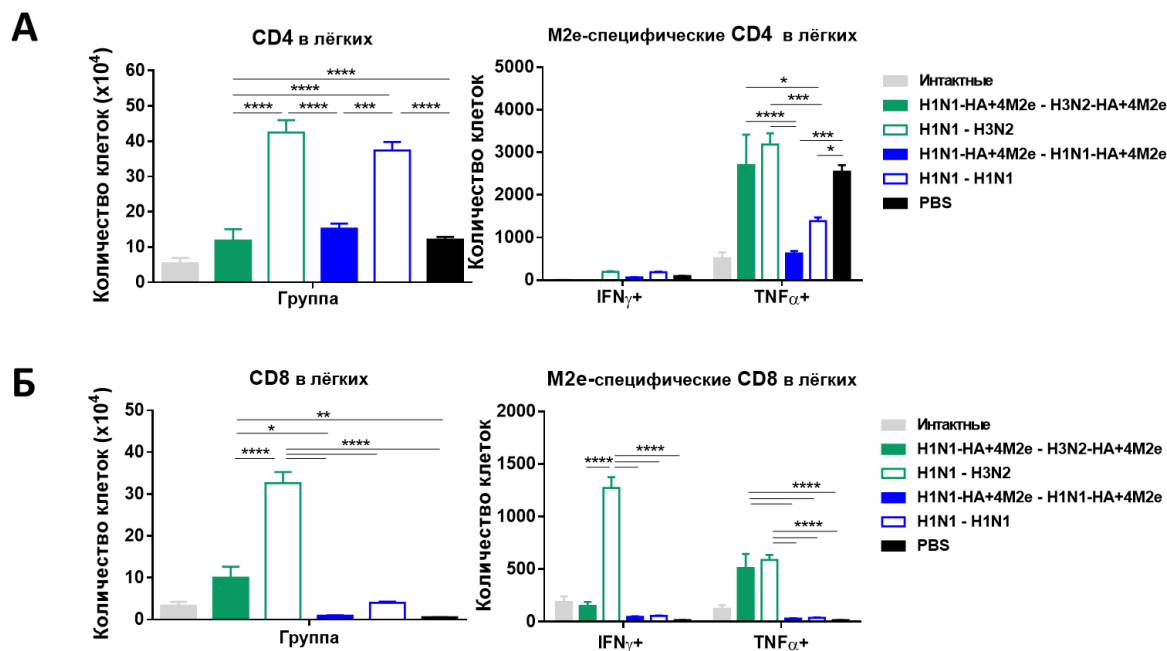 А
CD4 в лёгких
Количество клеток (x10⁴)
60
50
40
30
20
10
0
****
****
**** **** *** ****
Группа
M2e-специфические CD4 в лёгких
Количество клеток
5000
4000
3000
2000
1000
0
*
***
****
***
*
IFNγ+ TNFα+
Интактные
H1N1-HA+4M2e - H3N2-HA+4M2e
H1N1 - H3N2
H1N1-HA+4M2e - H1N1-HA+4M2e
H1N1 - H1N1
PBS
Б
CD8 в лёгких
Количество клеток (x10⁴)
50
40
30
20
10
0
**
*
****
****
Группа
M2e-специфические CD8 в лёгких
Количество клеток
2000
1500
1000
500
0
****
****
****
****
IFNγ+ TNFα+
Интактные
H1N1-HA+4M2e - H3N2-HA+4M2e
H1N1 - H3N2
H1N1-HA+4M2e - H1N1-HA+4M2e
H1N1 - H1N1
PBS